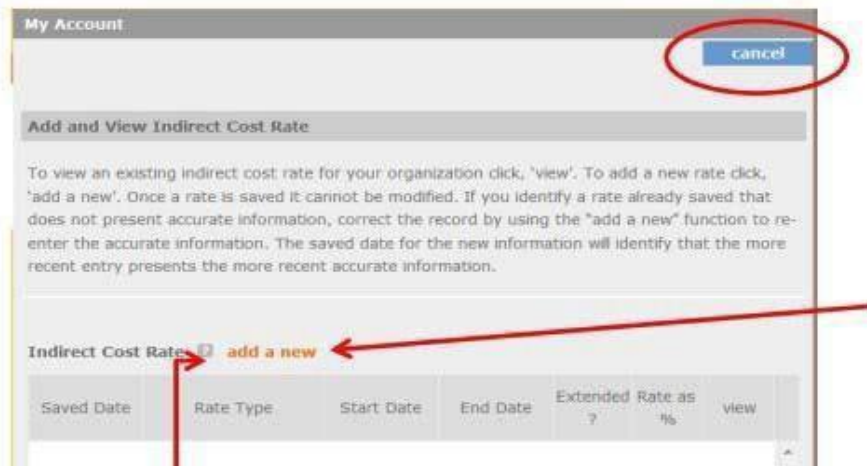 My Account
cancel
Add and View Indirect Cost Rate
To view an existing indirect cost rate for your organization click, 'view'. To add a new rate click,
'add a new'. Once a rate is saved it cannot be modified. If you identify a rate already saved that
does not present accurate information, correct the record by using the "add a new" function to re-
enter the accurate information. The saved date for the new information will identify that the more
recent entry presents the more recent accurate information.
Indirect Cost Rate: ? add a new
Saved Date Rate Type Start Date End Date Extended ? Rate as % view